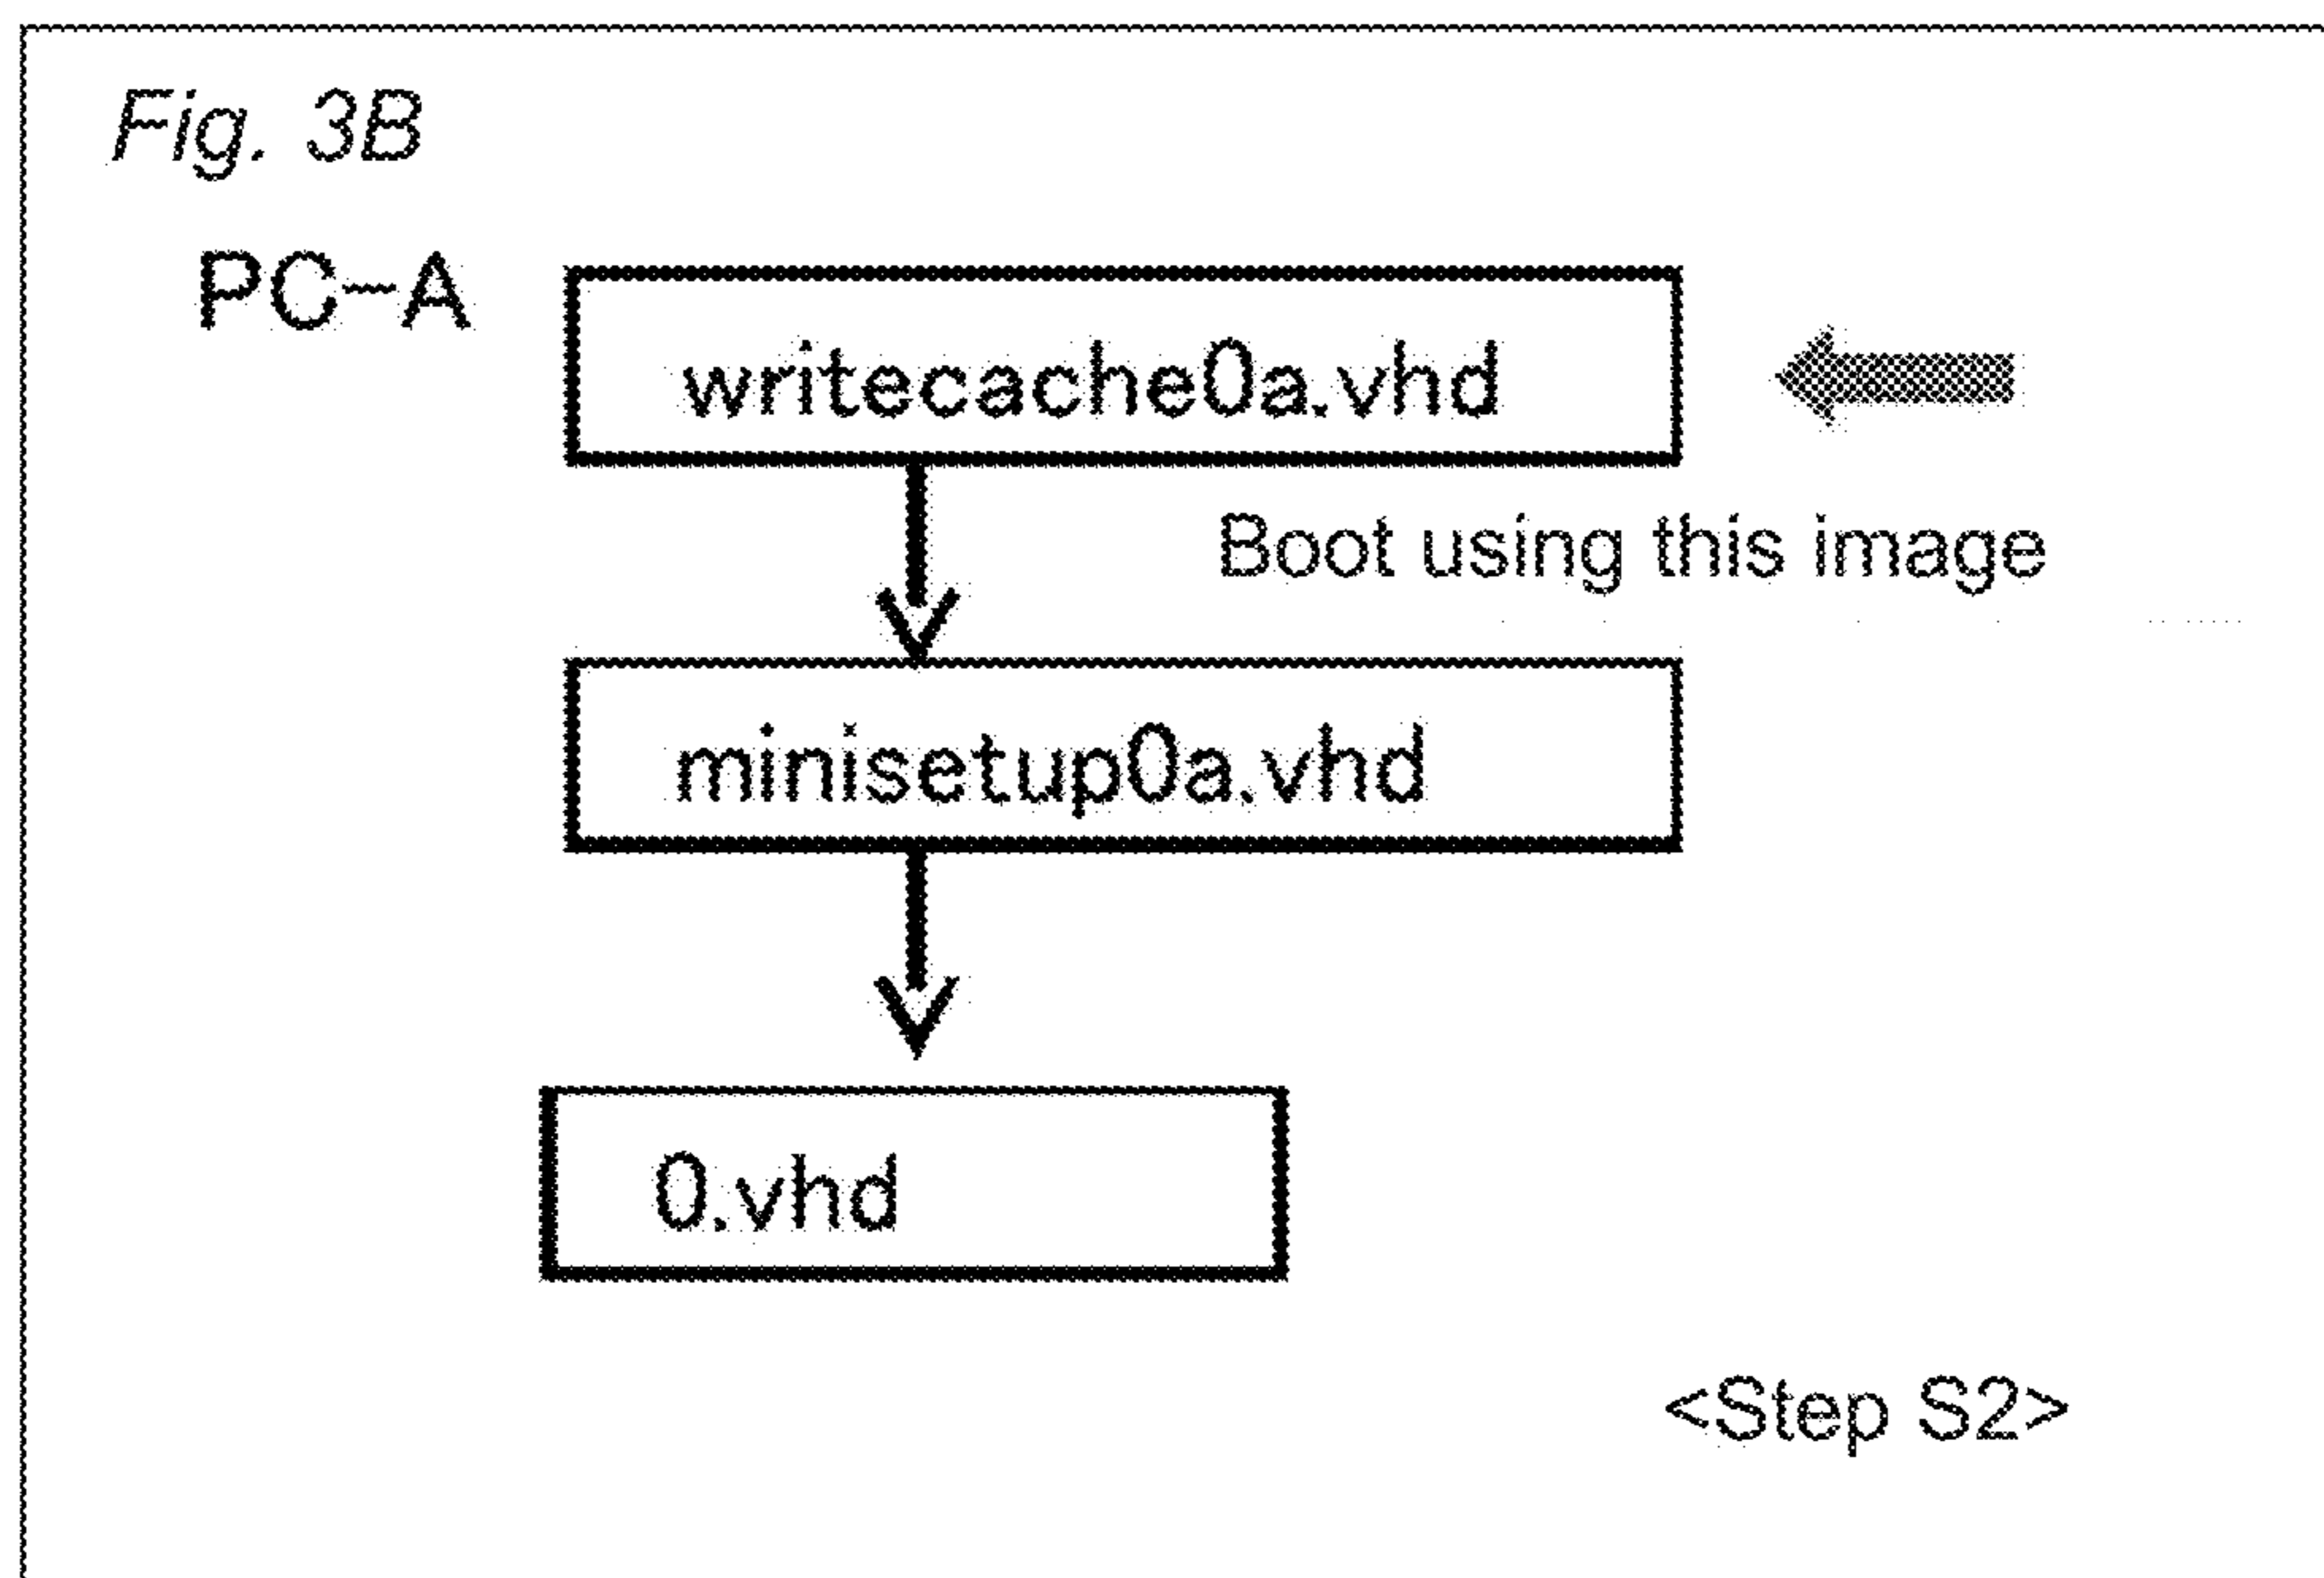 Fig. 3B
PC-A
writecache0a.vhd
Boot using this image
minisetup0a.vhd
0.vhd
<Step S2>